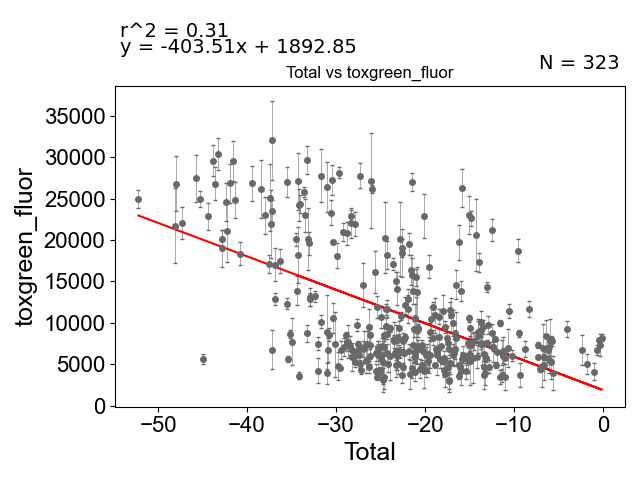 r^2 = 0.31
y = -403.51x + 1892.85
N = 323
Total vs toxgreen_fluor
35000
30000
25000
20000
15000
10000
5000
0
toxgreen_fluor
−50
−40
−30
−20
−10
0
Total